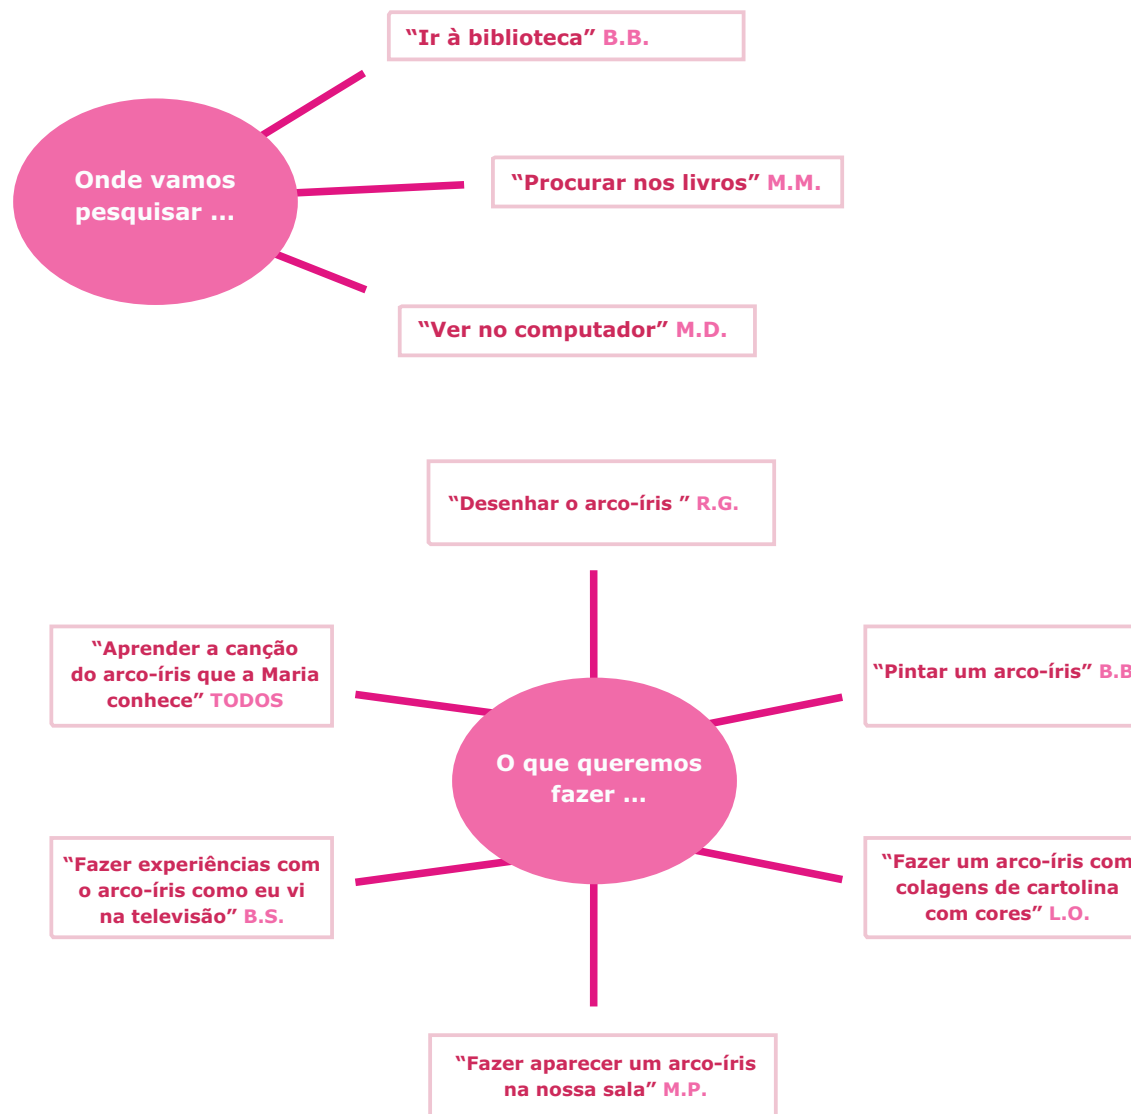 “Ir à biblioteca” B.B.
Onde vamos
pesquisar ...
“Procurar nos livros” M.M.
“Ver no computador” M.D.
“Desenhar o arco-íris ” R.G.
“Aprender a canção
do arco-íris que a Maria
conhece” TODOS
“Pintar um arco-íris” B.B
O que queremos
fazer ...
“Fazer experiências com
o arco-íris como eu vi
na televisão” B.S.
“Fazer um arco-íris com
colagens de cartolina
com cores” L.O.
“Fazer aparecer um arco-íris
na nossa sala” M.P.